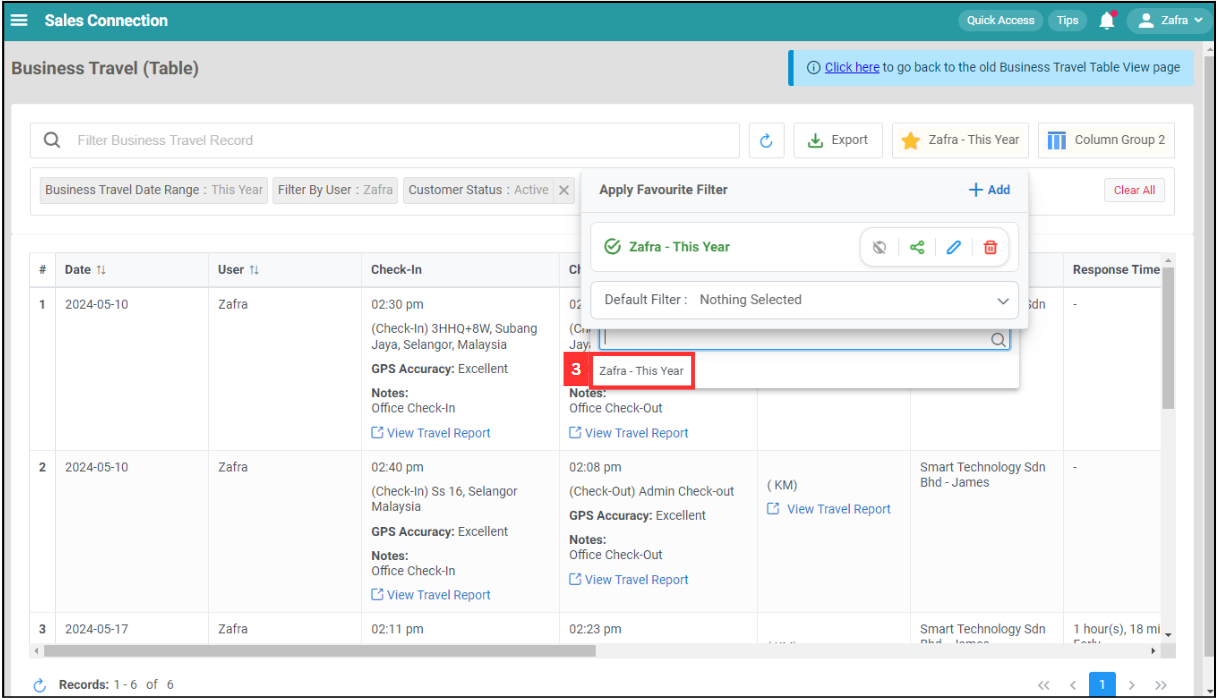 Sales Connection
Quick Access
Tips
Zafra
Business Travel (Table)
Click here to go back to the old Business Travel Table View page
Filter Business Travel Record
Export
Zafra - This Year
Column Group 2
Business Travel Date Range : This Year
Filter By User : Zafra
Customer Status : Active
Clear All
Apply Favourite Filter
Add
Zafra - This Year
Default Filter : Nothing Selected
3
Zafra - This Year
# Date User Check-In Response Time
1 2024-05-10 Zafra 02:30 pm -
(Check-In) 3HHQ+8W, Subang
Jaya, Selangor, Malaysia
GPS Accuracy: Excellent
Notes: Notes:
Office Check-In Office Check-Out
View Travel Report View Travel Report
2 2024-05-10 Zafra 02:40 pm 02:08 pm Smart Technology Sdn -
Bhd - James
(Check-In) Ss 16, Selangor (Check-Out) Admin Check-out ( KM)
Malaysia
View Travel Report
GPS Accuracy: Excellent GPS Accuracy: Excellent
Notes: Notes:
Office Check-In Office Check-Out
View Travel Report View Travel Report
3 2024-05-17 Zafra 02:11 pm 02:23 pm Smart Technology Sdn 1 hour(s), 18 mi
Records: 1 - 6 of 6
1